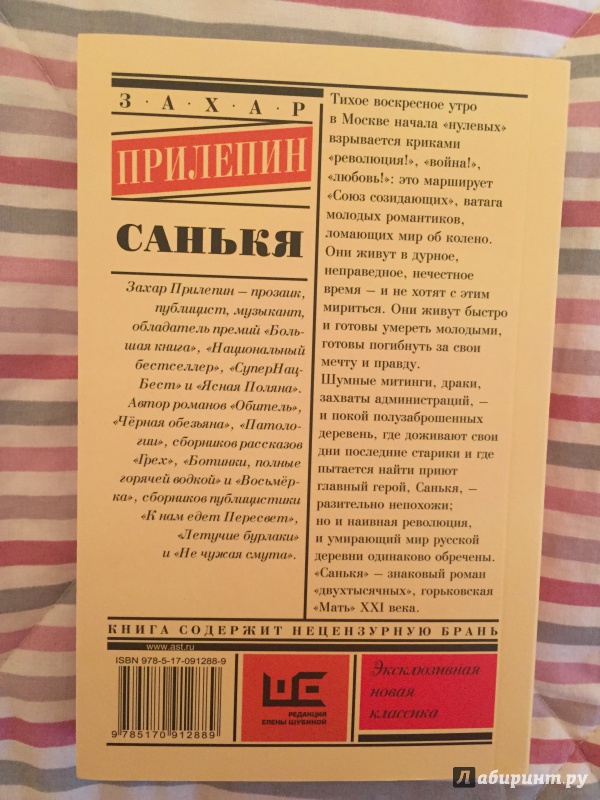 З·А·Х·А·Р
ПРИЛЕПИН
САНЬКЯ
Захар Прилепин — прозаик,
публицист, музыкант,
обладатель премий «Боль-
шая книга», «Национальный
бестселлер», «СуперНац-
Бест» и «Ясная Поляна».
Автор романов «Обитель»,
«Чёрная обезьяна», «Патоло-
гии», сборников рассказов
«Грех», «Ботинки, полные
горячей водкой» и «Восьмёр-
ка», сборников публицистики
«К нам едет Пересвет»,
«Летучие бурлаки»
и «Не чужая смута».
Тихое воскресное утро
в Москве начала «нулевых»
взрывается криками
«революция!», «война!»,
«любовь!»: это марширует
«Союз созидающих», ватага
молодых романтиков,
ломающих мир об колено.
Они живут в дурное,
неправедное, нечестное
время — и не хотят с этим
мириться. Они живут быстро
и готовы умереть молодыми,
готовы погибнуть за свои
мечту и правду.
Шумные митинги, драки,
захваты администраций, —
и покой полузаброшенных
деревень, где доживают свои
дни последние старики и где
пытается найти приют
главный герой, Санькя, —
разительно непохожи;
но и наивная революция,
и умирающий мир русской
деревни одинаково обречены.
«Санькя» — знаковый роман
«двухтысячных», горьковская
«Мать» XXI века.
КНИГА СОДЕРЖИТ НЕЦЕНЗУРНУЮ БРАНЬ
www.ast.ru
ISBN 978-5-17-091288-9
9 785170 912889
РЕДАКЦИЯ
ЕЛЕНЫ ШУБИНОЙ
Эксклюзивная
новая
классика
Лабиринт.ру